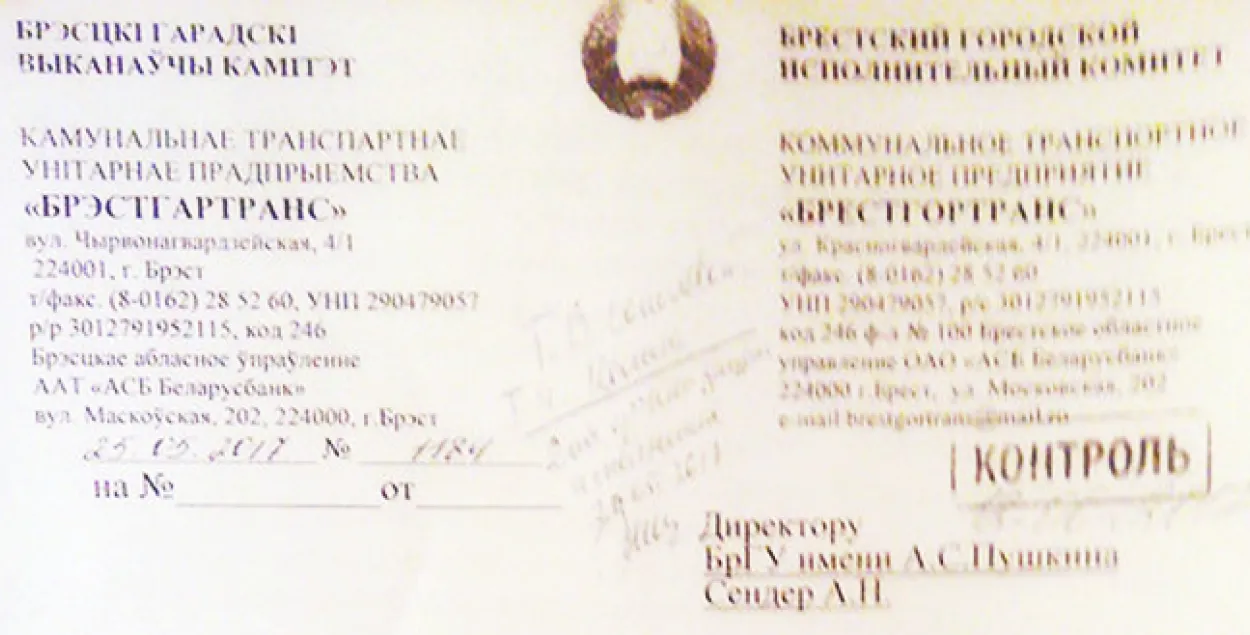 БРЭСЦКІ ГАРАДСКІ
ВЫКАНАЎЧЫ КАМІТЭТ
КАМУНАЛЬНАЕ ТРАНСПАРТНАЕ
УНІТАРНАЕ ПРАДПРЫЕМСТВА
«БРЭСТГАРТРАНС»
вул. Чырвонагвардзейская, 4/1
224001, г. Брэст
т/факс. (8-0162) 28 52 60, УНП 290479057
р/р 3012791952115, код 246
Брэсцкае абласное ўпраўленне
ААТ «АСБ Беларусбанк»
вул. Маскоўская, 202, 224000, г.Брэст
25.05.2017 № 1184
на № от
БРЕСТСКИЙ ГОРОДСКОЙ
ИСПОЛНИТЕЛЬНЫЙ КОМИТЕТ
КОММУНАЛЬНОЕ ТРАНСПОРТНОЕ
УНИТАРНОЕ ПРЕДПРИЯТИЕ
«БРЕСТГОРТРАНС»
ул. Красногвардейская, 4/1, 224001, г. Брест
т/факс. (8-0162) 28 52 60
УНП 290479057, р/с 3012791952115
код 246 ф-л № 100 Брестское областное
управление ОАО «АСБ Беларусбанк»
224000 г.Брест, ул. Московская, 202
e-mail brestgortrans@mail.ru
КОНТРОЛЬ
Директору
БрГУ имени А.С.Пушкина
Сендер А.Н.